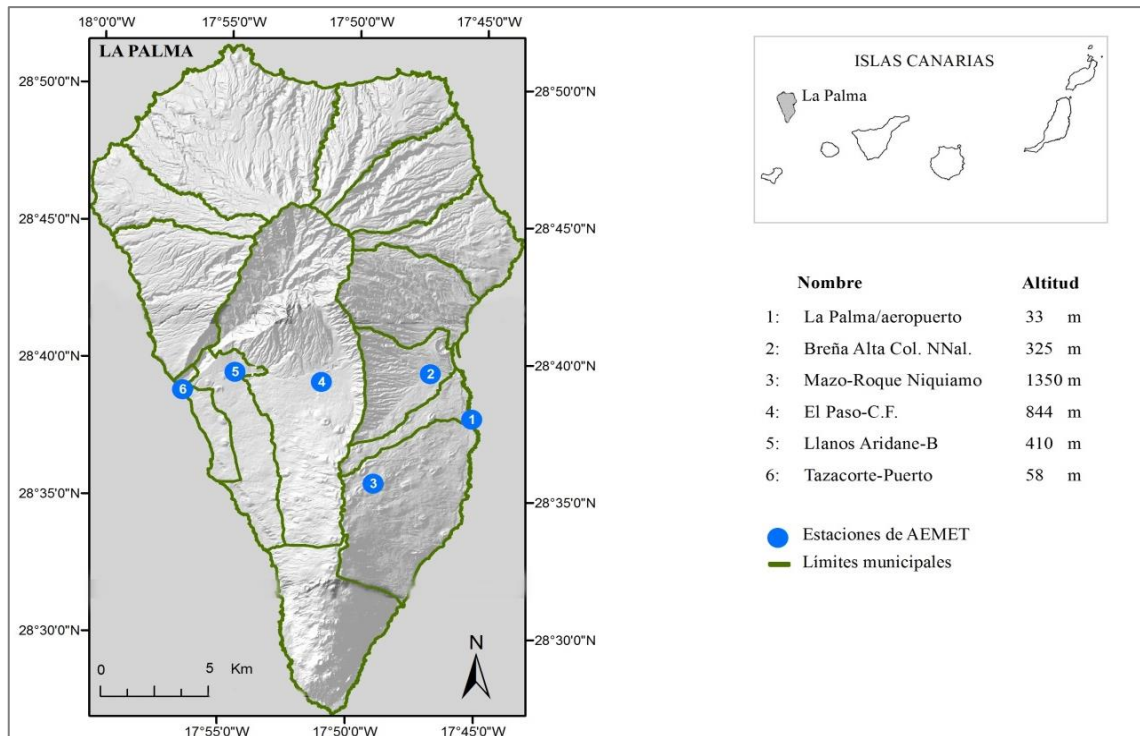 18°0'0"W 17°55'0"W 17°50'0"W 17°45'0"W
LA PALMA
28°50'0"N
28°45'0"N
28°40'0"N
28°35'0"N
28°30'0"N
28°50'0"N
28°45'0"N
28°40'0"N
28°35'0"N
28°30'0"N
5
4
2
6
1
3
N
0 5 Km
17°55'0"W 17°50'0"W 17°45'0"W
ISLAS CANARIAS
La Palma
Nombre Altitud
1: La Palma/aeropuerto 33 m
2: Breña Alta Col. NNal. 325 m
3: Mazo-Roque Niquiamo 1350 m
4: El Paso-C.F. 844 m
5: Llanos Aridane-B 410 m
6: Tazacorte-Puerto 58 m
Estaciones de AEMET
Límites municipales